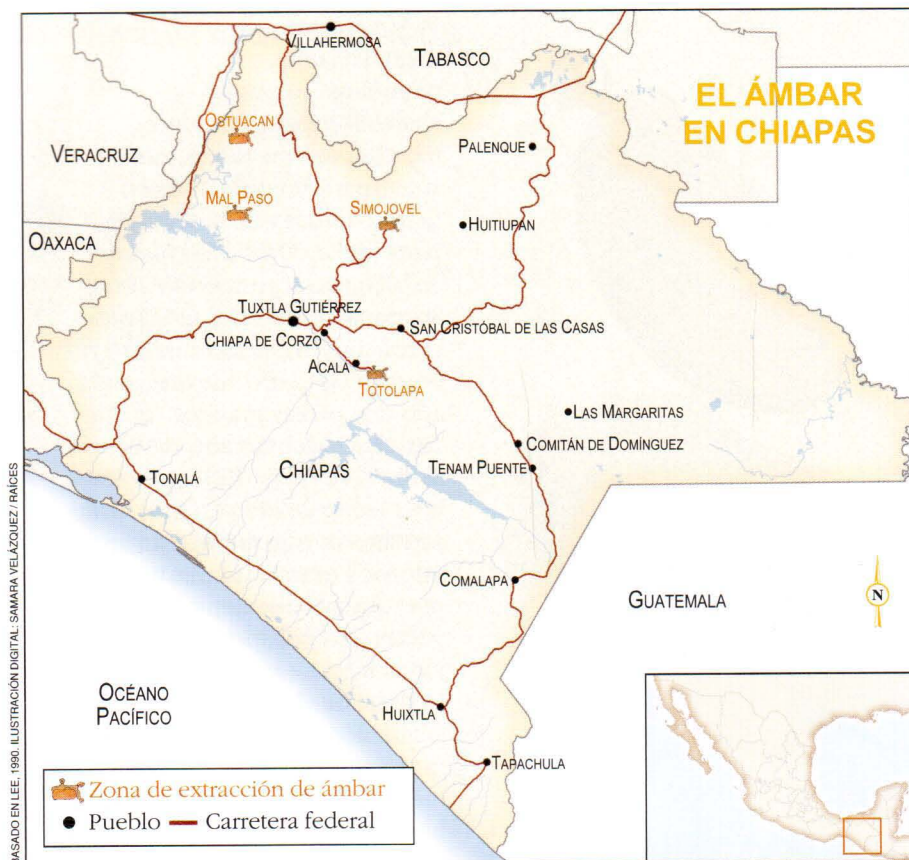 VILLAHERMOSA
TABASCO
EL ÁMBAR
EN CHIAPAS
OSTUACAN
VERACRUZ
PALENQUE
MAL PASO
SIMOJOVEL
HUITIUPÁN
OAXACA
TUXTLA GUTIÉRREZ
SAN CRISTÓBAL DE LAS CASAS
CHIAPA DE CORZO
ACALA
TOTOLAPA
LAS MARGARITAS
COMITÁN DE DOMÍNGUEZ
CHIAPAS
TENAM PUENTE
TONALÁ
COMALAPA
GUATEMALA
N
OCÉANO
PACÍFICO
HUIXTLA
TAPACHULA
Zona de extracción de ámbar
Pueblo
Carretera federal
BASADO EN LEE, 1990. ILUSTRACIÓN DIGITAL: SAMARA VELÁZQUEZ / RAÍCES